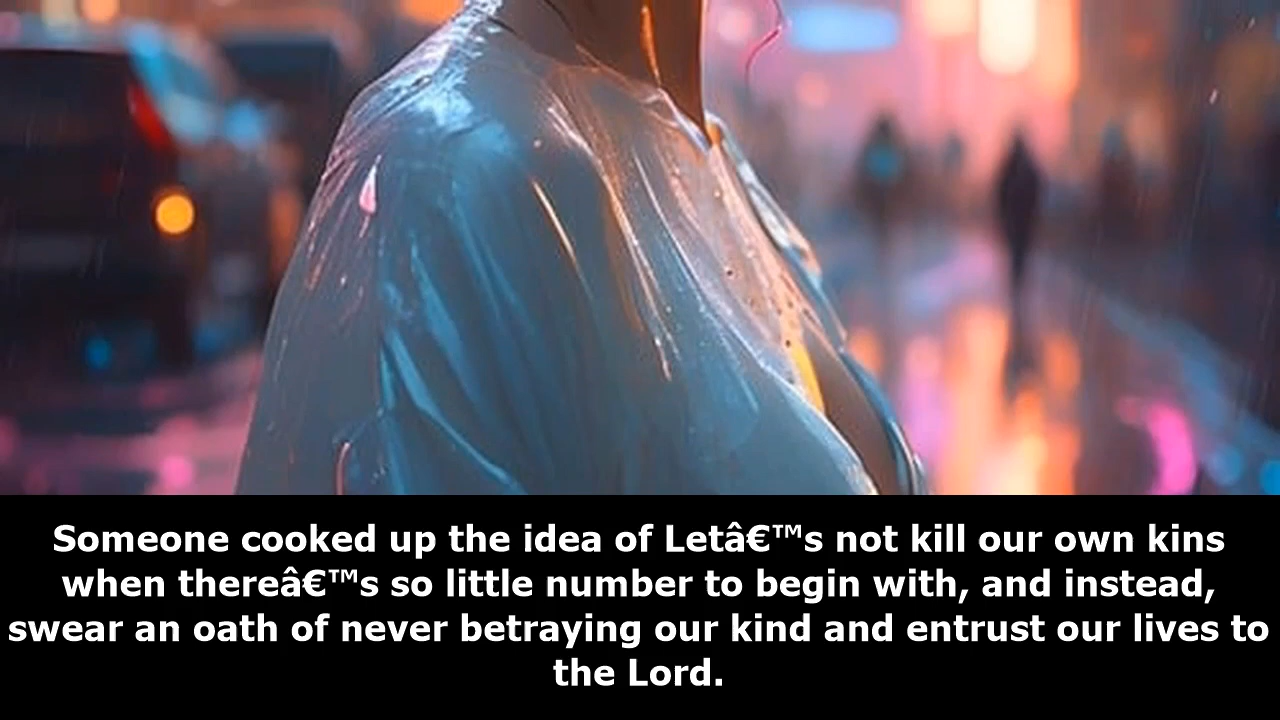 Someone cooked up the idea of Letâ€™s not kill our own kins
when thereâ€™s so little number to begin with, and instead,
swear an oath of never betraying our kind and entrust our lives to
the Lord.